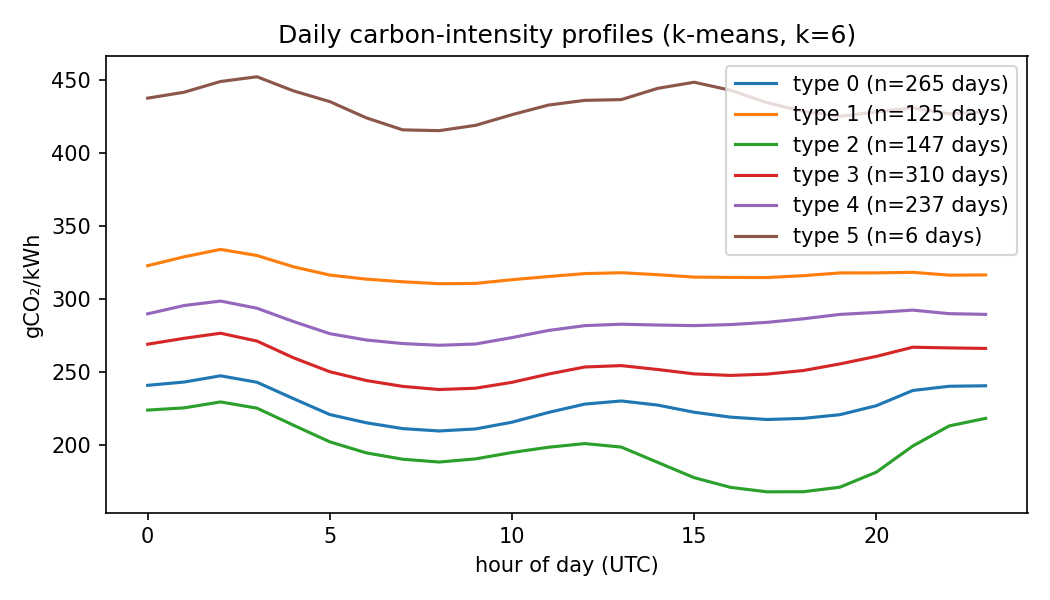 Daily carbon-intensity profiles (k-means, k=6)
450
400
350
300
250
200
gCO₂/kWh
type 0 (n=265 days)
type 1 (n=125 days)
type 2 (n=147 days)
type 3 (n=310 days)
type 4 (n=237 days)
type 5 (n=6 days)
0
5
10
15
20
hour of day (UTC)